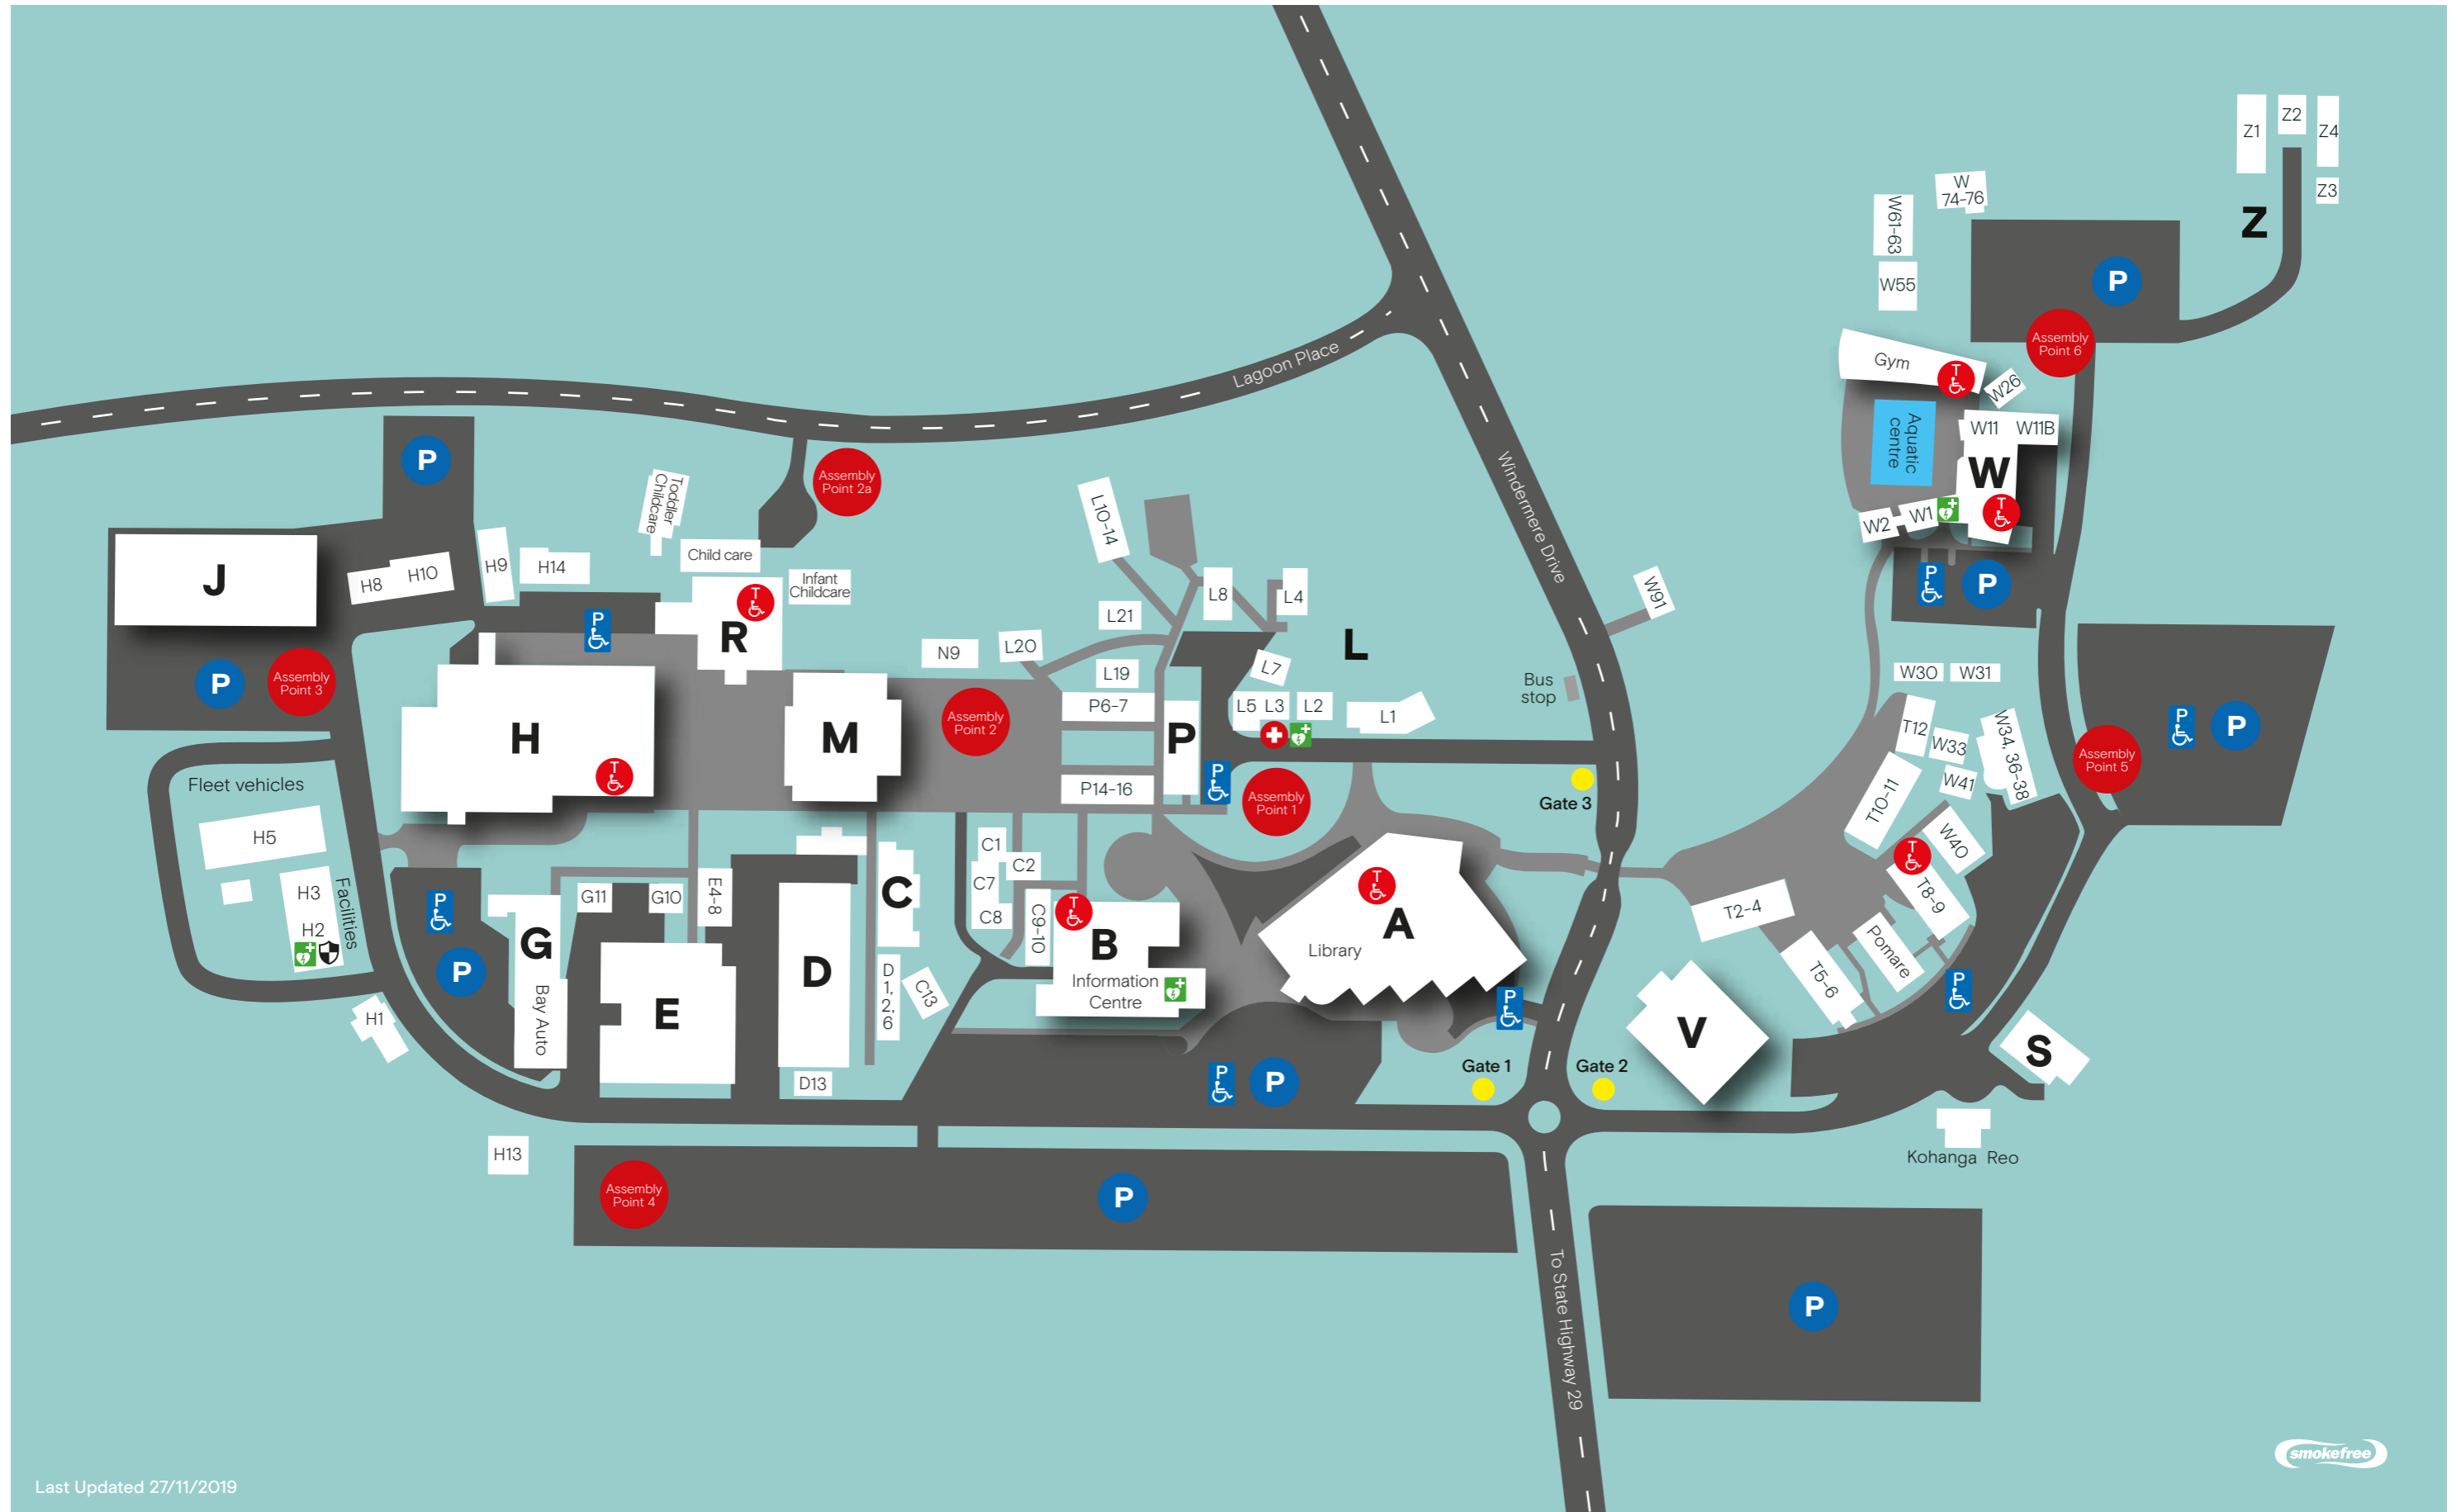 Z1
Z2
Z4
Z3
Z
W
74-76
W61-63
W55
P
Assembly
Point 6
Gym
T
W26
Aquatic
centre
W11
W11B
W
T
W1
W2
P
P
Lagoon Place
Windermere Drive
P
Assembly
Point 2a
Toddler
Childcare
Child care
Infant
Childcare
T
R
J
H8
H10
H9
H14
P
P
Assembly
Point 3
H
T
M
N9
L20
Assembly
Point 2
L10-14
L21
L19
L8
L4
L
L7
L5
L3
L2
L1
P6-7
P14-16
P
P
Assembly
Point 1
W91
Bus
stop
Gate 3
W30
W31
T12
W33
W34, 36-38
W41
T10-11
W40
T
T8-9
T2-4
Pomare
T5-6
P
P
P
Assembly
Point 5
Fleet vehicles
H5
H3
H2
Facilities
H1
P
P
G
Bay Auto
G11
G10
E4-8
E
D
D13
C
D
1,
2,
6
C13
C1
C2
C7
C8
C9-10
T
B
Information
Centre
T
A
Library
P
P
P
Gate 1
Gate 2
V
S
Kohanga Reo
H13
Assembly
Point 4
P
To State Highway 29
P
Last Updated 27/11/2019
smokefree